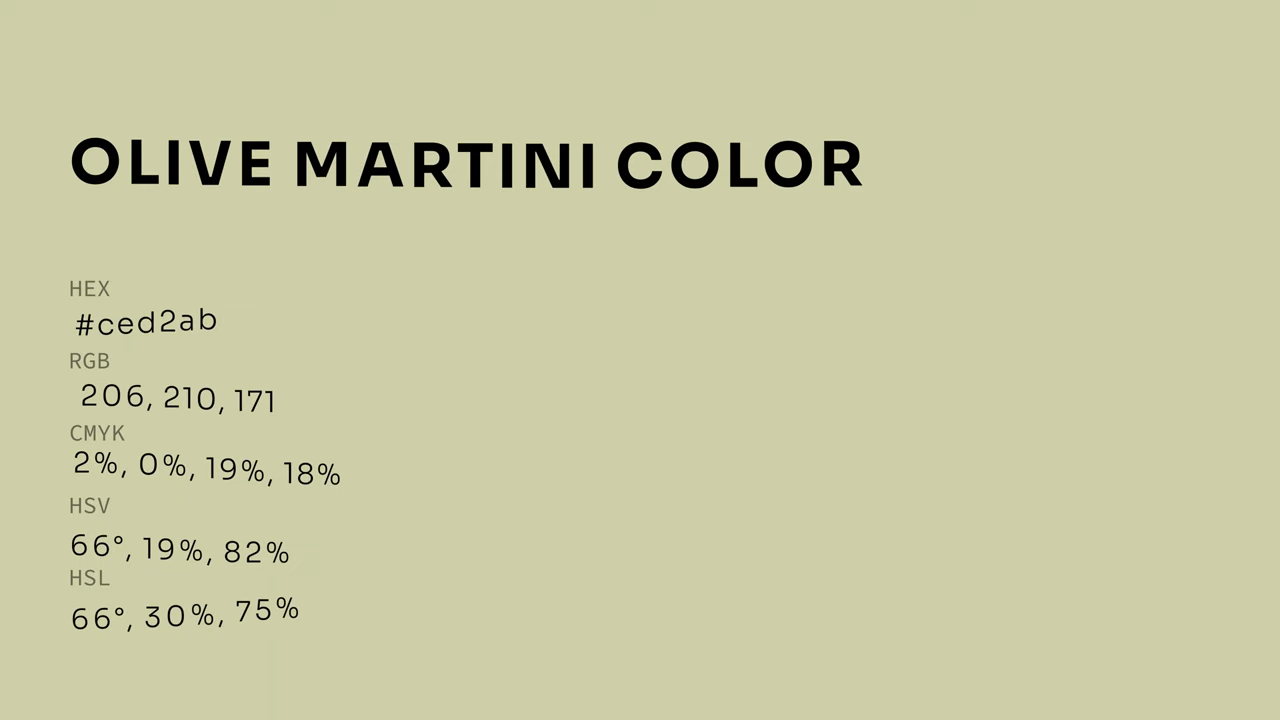 OLIVE MARTINI COLOR
HEX
#ced2ab
RGB
206, 210, 171
CMYK
2%, 0%, 19%, 18%
HSV
66°, 19%, 82%
HSL
66°, 30%, 75%